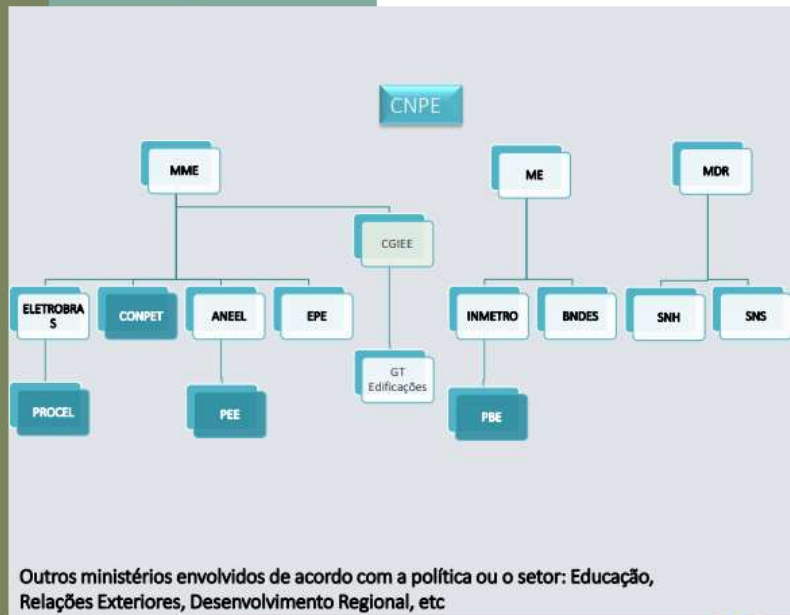 CNPE
MME
ME
MDR
CGIEE
ELETROBRA
S
CONPET
ANEEL
EPE
INMETRO
BNDES
SNH
SNS
GT
Edificações
PROCEL
PEE
PBE
Outros ministérios envolvidos de acordo com a política ou o setor: Educação,
Relações Exteriores, Desenvolvimento Regional, etc